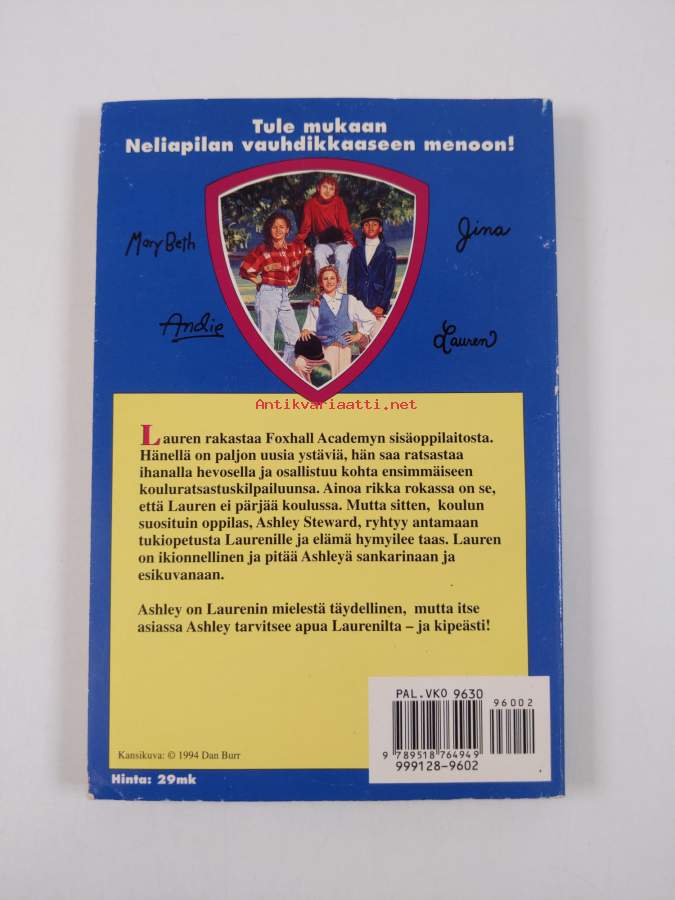 Tule mukaan
Neliapilan vauhdikkaaseen menoon!
Mary Beth
Jina
Andie
Lauren
Antikvariaatti.net
Lauren rakastaa Foxhall Academyn sisäoppilaitosta.
Hänellä on paljon uusia ystäviä, hän saa ratsastaa
ihanalla hevosella ja osallistuu kohta ensimmäiseen
kouluratsastuskilpailuunsa. Ainoa rikka rokassa on se,
että Lauren ei pärjää koulussa. Mutta sitten, koulun
suosituin oppilas, Ashley Steward, ryhtyy antamaan
tukiopetusta Laurenille ja elämä hymyilee taas. Lauren
on ikionnellinen ja pitää Ashleyä sankarinaan ja
esikuvanaan.
Ashley on Laurenin mielestä täydellinen, mutta itse
asiassa Ashley tarvitsee apua Laurenilta – ja kipeästi!
PAL.VKO 9630
96002
9 789518 764949
999128-9602
Kansikuva: © 1994 Dan Burr
Hinta: 29mk